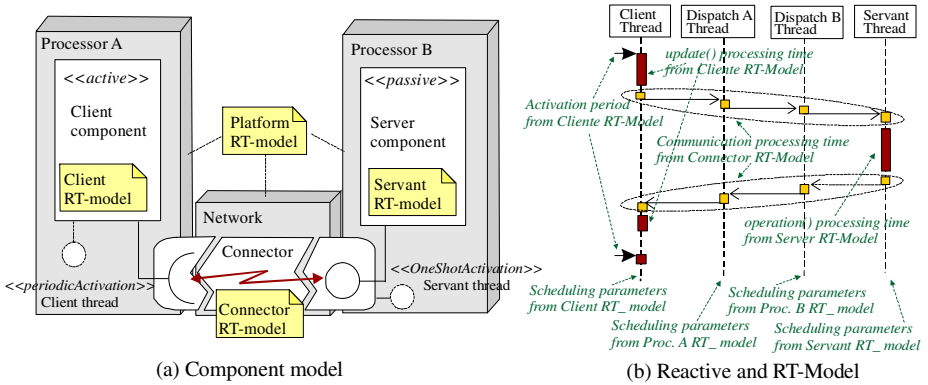 Processor A
<<active>>
Client
component
Client
RT-model
<<periodicActivation>>
Client thread
Platform
RT-model
Network
Connector
Connector
RT-model
Processor B
<<passive>>
Server
component
Servant
RT-model
<<OneShotActivation>>
Servant thread
(a) Component model
Client
Thread
Dispatch A
Thread
Dispatch B
Thread
Servant
Thread
update() processing time
from Cliente RT-Model
Activation period
from Cliente RT-Model
Communication processing time
from Connector RT-Model
operation() processing time
from Server RT-Model
Scheduling parameters
from Client RT_ model
Scheduling parameters
from Proc. A RT_ model
Scheduling parameters
from Proc. B RT_ model
Scheduling parameters
from Servant RT_ model
(b) Reactive and RT-Model